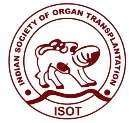 INDIAN SOCIETY OF ORGAN TRANSPLANTATION
ISOT